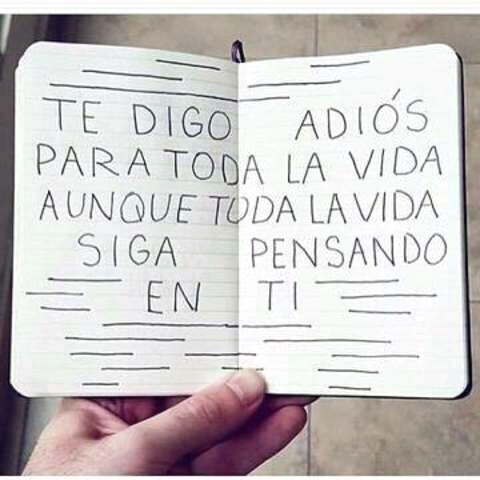 TE DIGO ADIÓS
PARA TODA LA VIDA
AUNQUE TODA LA VIDA
SIGA PENSANDO
EN TI